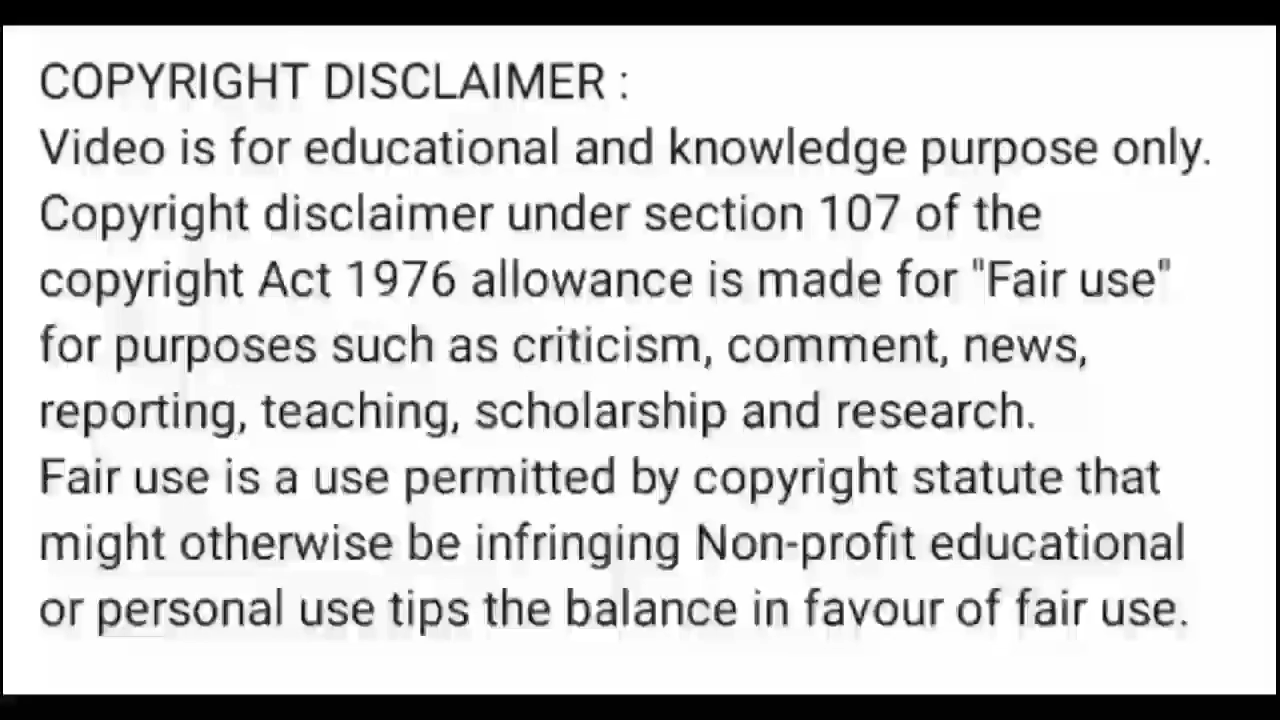 COPYRIGHT DISCLAIMER :
Video is for educational and knowledge purpose only.
Copyright disclaimer under section 107 of the
copyright Act 1976 allowance is made for "Fair use"
for purposes such as criticism, comment, news,
reporting, teaching, scholarship and research.
Fair use is a use permitted by copyright statute that
might otherwise be infringing Non-profit educational
or personal use tips the balance in favour of fair use.